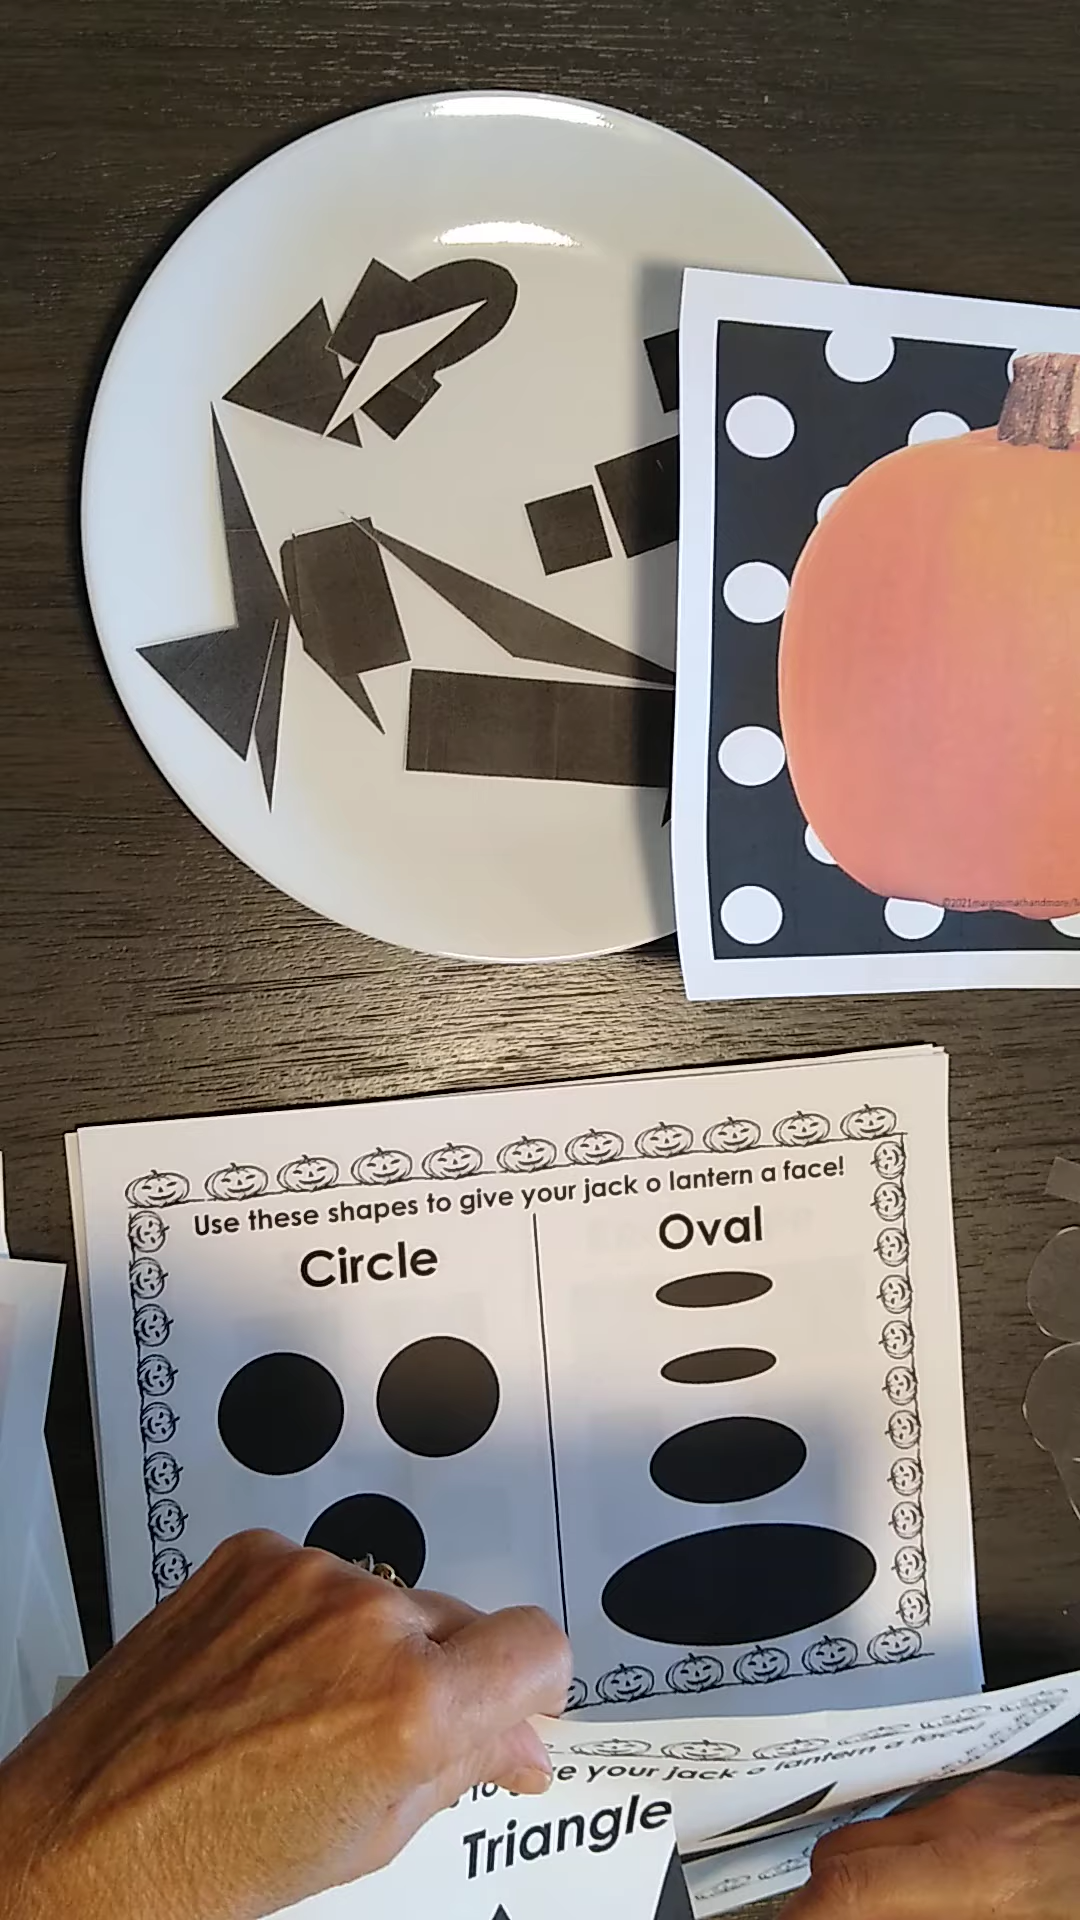 Use these shapes to give your jack o lantern a face!
Circle
Oval
your jack o lantern a face!
Triangle